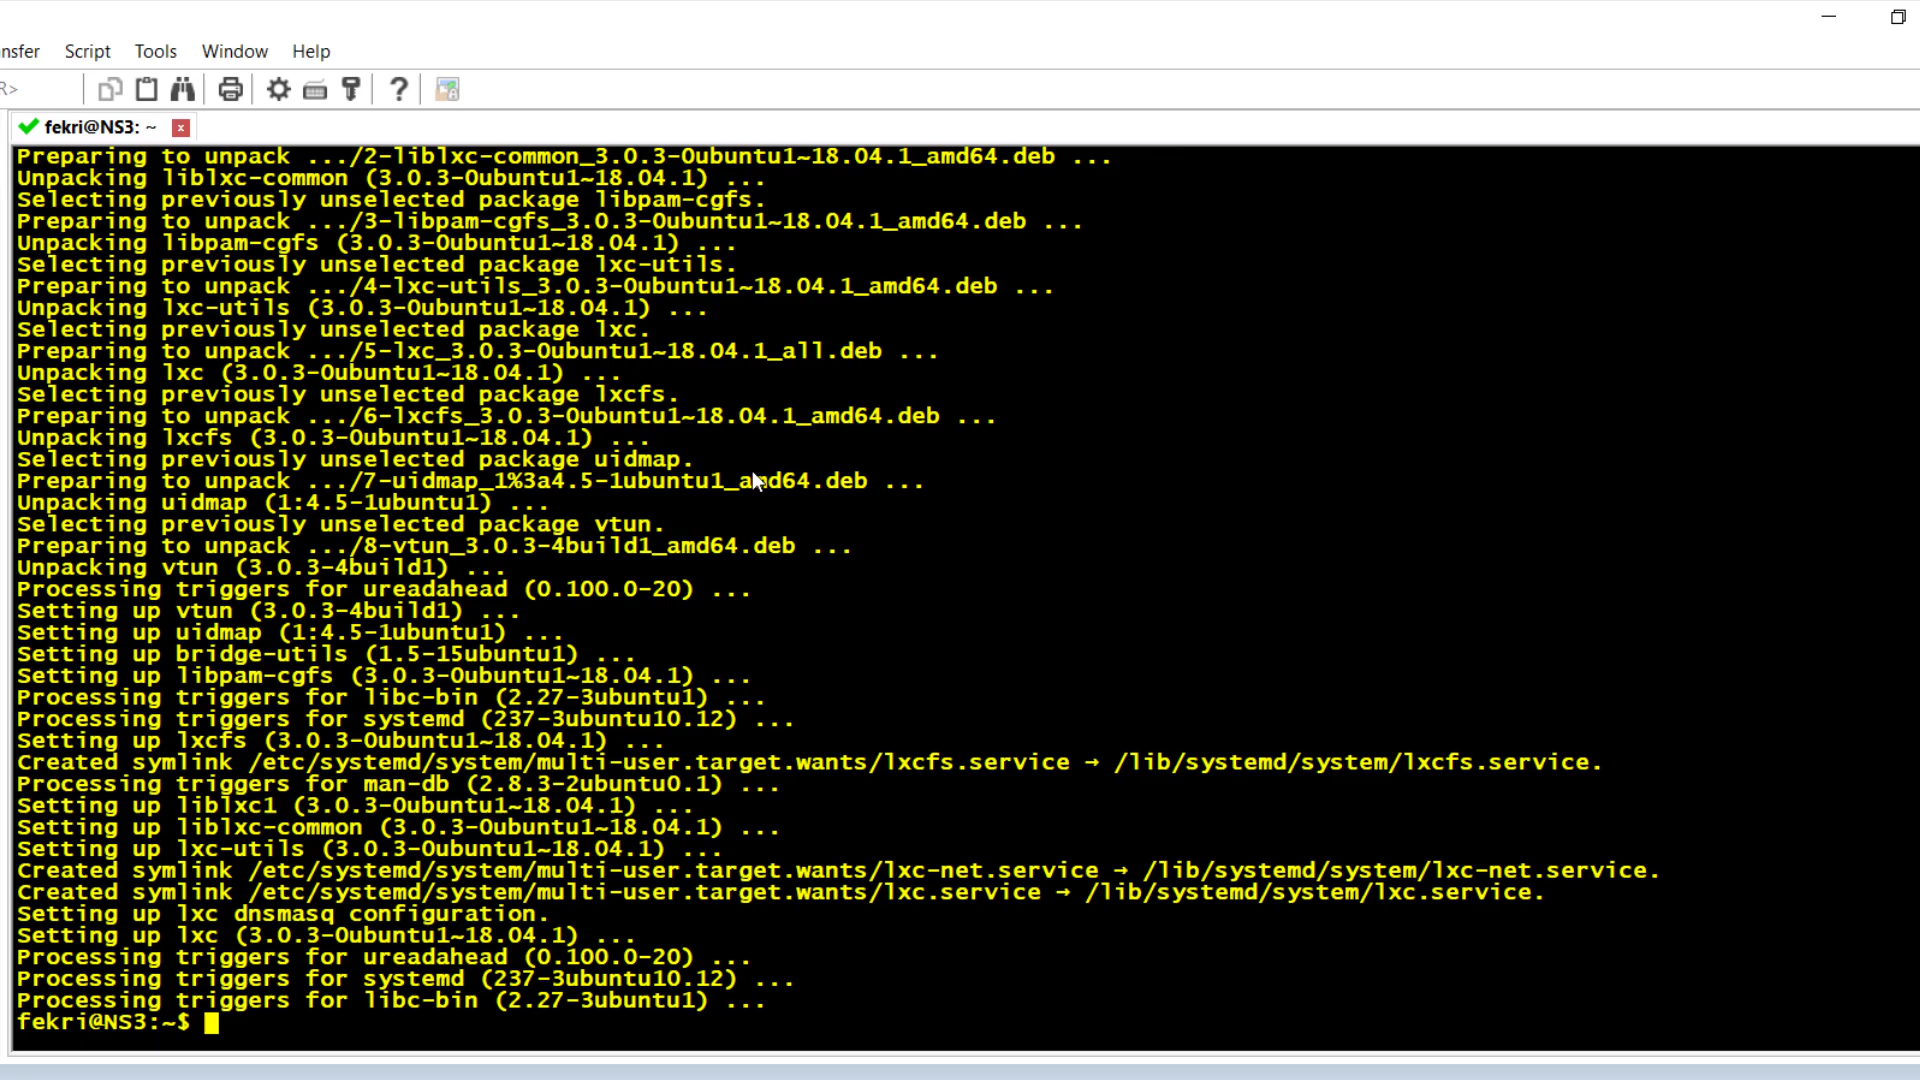 nsfer Script Tools Window Help
R>
fekri@NS3: ~ x
Preparing to unpack .../2-liblxc-common_3.0.3-0ubuntu1~18.04.1_amd64.deb ...
Unpacking liblxc-common (3.0.3-0ubuntu1~18.04.1) ...
Selecting previously unselected package libpam-cgfs.
Preparing to unpack .../3-libpam-cgfs_3.0.3-0ubuntu1~18.04.1_amd64.deb ...
Unpacking libpam-cgfs (3.0.3-0ubuntu1~18.04.1) ...
Selecting previously unselected package lxc-utils.
Preparing to unpack .../4-lxc-utils_3.0.3-0ubuntu1~18.04.1_amd64.deb ...
Unpacking lxc-utils (3.0.3-0ubuntu1~18.04.1) ...
Selecting previously unselected package lxc.
Preparing to unpack .../5-lxc_3.0.3-0ubuntu1~18.04.1_all.deb ...
Unpacking lxc (3.0.3-0ubuntu1~18.04.1) ...
Selecting previously unselected package lxcfs.
Preparing to unpack .../6-lxcfs_3.0.3-0ubuntu1~18.04.1_amd64.deb ...
Unpacking lxcfs (3.0.3-0ubuntu1~18.04.1) ...
Selecting previously unselected package uidmap.
Preparing to unpack .../7-uidmap_1%3a4.5-1ubuntu1_amd64.deb ...
Unpacking uidmap (1:4.5-1ubuntu1) ...
Selecting previously unselected package vtun.
Preparing to unpack .../8-vtun_3.0.3-4build1_amd64.deb ...
Unpacking vtun (3.0.3-4build1) ...
Processing triggers for ureadahead (0.100.0-20) ...
Setting up vtun (3.0.3-4build1) ...
Setting up uidmap (1:4.5-1ubuntu1) ...
Setting up bridge-utils (1.5-15ubuntu1) ...
Setting up libpam-cgfs (3.0.3-0ubuntu1~18.04.1) ...
Processing triggers for libc-bin (2.27-3ubuntu1) ...
Processing triggers for systemd (237-3ubuntu10.12) ...
Setting up lxcfs (3.0.3-0ubuntu1~18.04.1) ...
Created symlink /etc/systemd/system/multi-user.target.wants/lxcfs.service → /lib/systemd/system/lxcfs.service.
Processing triggers for man-db (2.8.3-2ubuntu0.1) ...
Setting up liblxc1 (3.0.3-0ubuntu1~18.04.1) ...
Setting up liblxc-common (3.0.3-0ubuntu1~18.04.1) ...
Setting up lxc-utils (3.0.3-0ubuntu1~18.04.1) ...
Created symlink /etc/systemd/system/multi-user.target.wants/lxc-net.service → /lib/systemd/system/lxc-net.service.
Created symlink /etc/systemd/system/multi-user.target.wants/lxc.service → /lib/systemd/system/lxc.service.
Setting up lxc dnsmasq configuration.
Setting up lxc (3.0.3-0ubuntu1~18.04.1) ...
Processing triggers for ureadahead (0.100.0-20) ...
Processing triggers for systemd (237-3ubuntu10.12) ...
Processing triggers for libc-bin (2.27-3ubuntu1) ...
fekri@NS3:~$